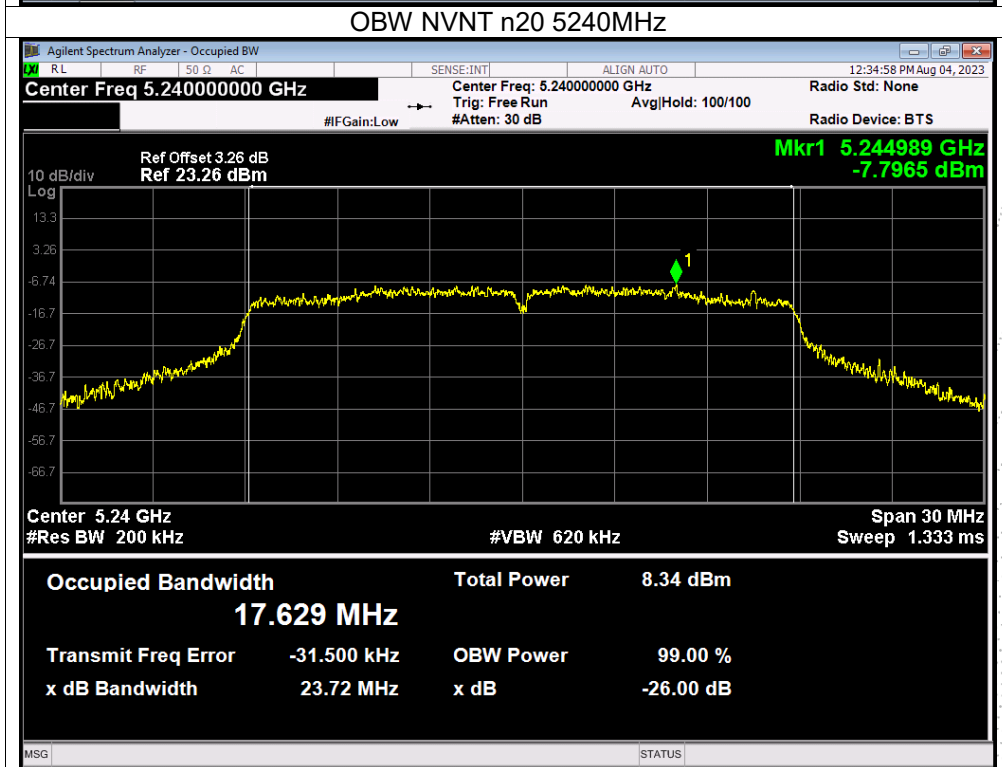 OBW NVNT n20 5240MHz
Agilent Spectrum Analyzer - Occupied BW
LXI RL RF 50 Ω AC SENSE:INT ALIGN AUTO 12:34:58 PM Aug 04, 2023
Center Freq 5.240000000 GHz Center Freq: 5.240000000 GHz Radio Std: None
Trig: Free Run Avg|Hold: 100/100
#IFGain:Low #Atten: 30 dB Radio Device: BTS
Ref Offset 3.26 dB Mkr1 5.244989 GHz
10 dB/div Ref 23.26 dBm -7.7965 dBm
Log
13.3
3.26
1
-6.74
-16.7
-26.7
-36.7
-46.7
-56.7
-66.7
Center 5.24 GHz Span 30 MHz
#Res BW 200 kHz #VBW 620 kHz Sweep 1.333 ms
Occupied Bandwidth Total Power 8.34 dBm
17.629 MHz
Transmit Freq Error -31.500 kHz OBW Power 99.00 %
x dB Bandwidth 23.72 MHz x dB -26.00 dB
MSG STATUS